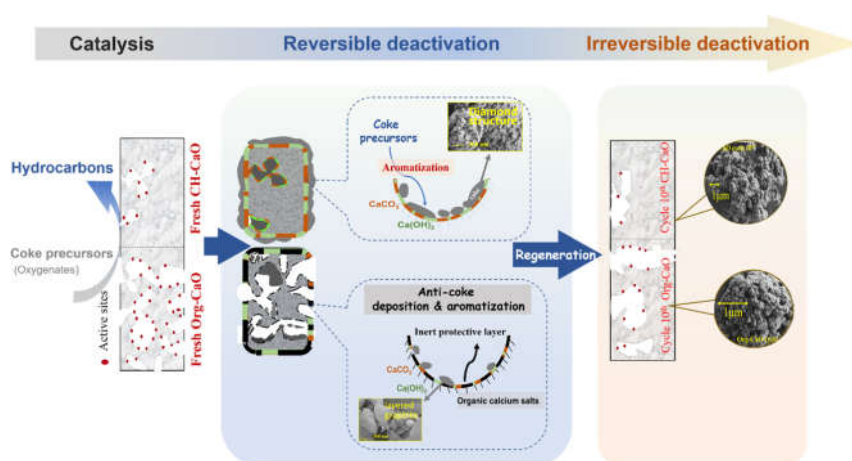 Catalysis
Reversible deactivation
Irreversible deactivation
Hydrocarbons
Coke precursors
(Oxygenates)
Active sites
Fresh CH-CaO
Fresh Org-CaO
Coke
precursors
Diamond
structure
Aromatization
CaCO3
Ca(OH)2
Anti-coke
deposition & aromatization
Inert protective layer
CaCO3
Ca(OH)2
Organic calcium salts
Regeneration
Cycle 10th CH-CaO
Cycle 10th Org-CaO
1μm
1μm